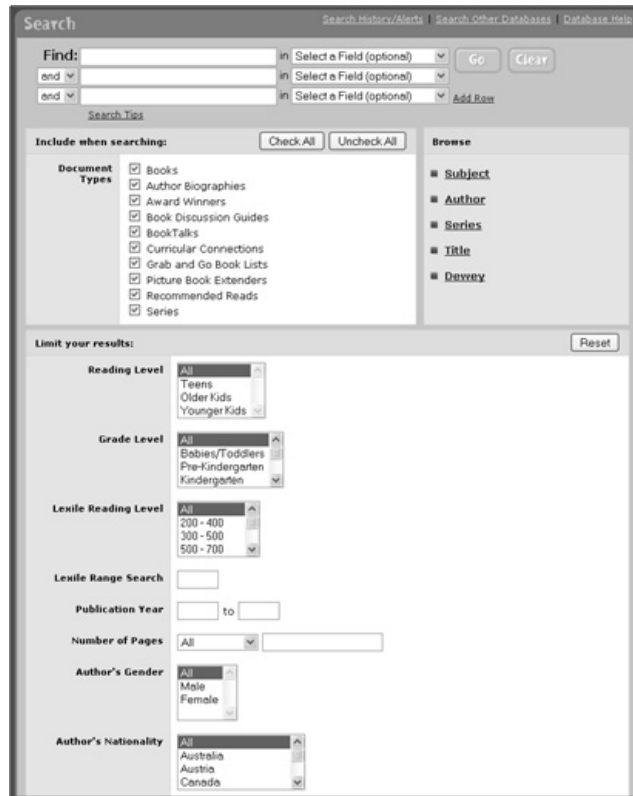 Search
Search History/Alerts | Search Other Databases | Database Help
Find: in Select a Field (optional) Go Clear
and in Select a Field (optional)
and in Select a Field (optional) Add Row
Search Tips
Include when searching: Check All Uncheck All
Document Types
Books
Author Biographies
Award Winners
Book Discussion Guides
BookTalks
Curricular Connections
Grab and Go Book Lists
Picture Book Extenders
Recommended Reads
Series
Browse
Subject
Author
Series
Title
Dewey
Limit your results: Reset
Reading Level
All
Teens
Older Kids
Younger Kids
Grade Level
All
Babies/Toddlers
Pre-Kindergarten
Kindergarten
Lexile Reading Level
All
200 - 400
300 - 500
500 - 700
Lexile Range Search
Publication Year to
Number of Pages All
Author's Gender
All
Male
Female
Author's Nationality
All
Australia
Austria
Canada